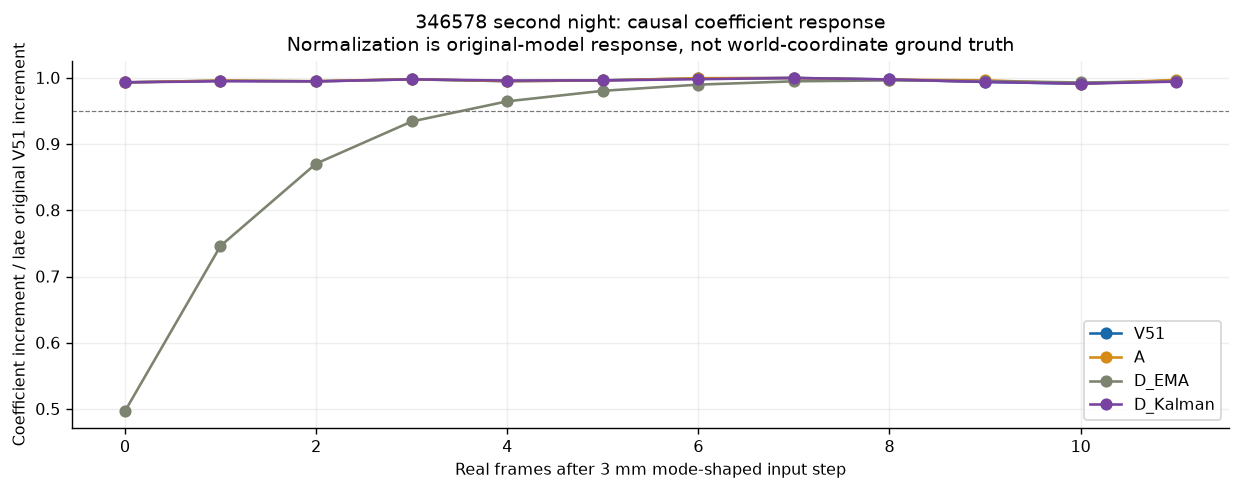 346578 second night: causal coefficient response
Normalization is original-model response, not world-coordinate ground truth
Coefficient increment / late original V51 increment
1.0
0.9
0.8
0.7
0.6
0.5
0
2
4
6
8
10
Real frames after 3 mm mode-shaped input step
V51
A
D_EMA
D_Kalman